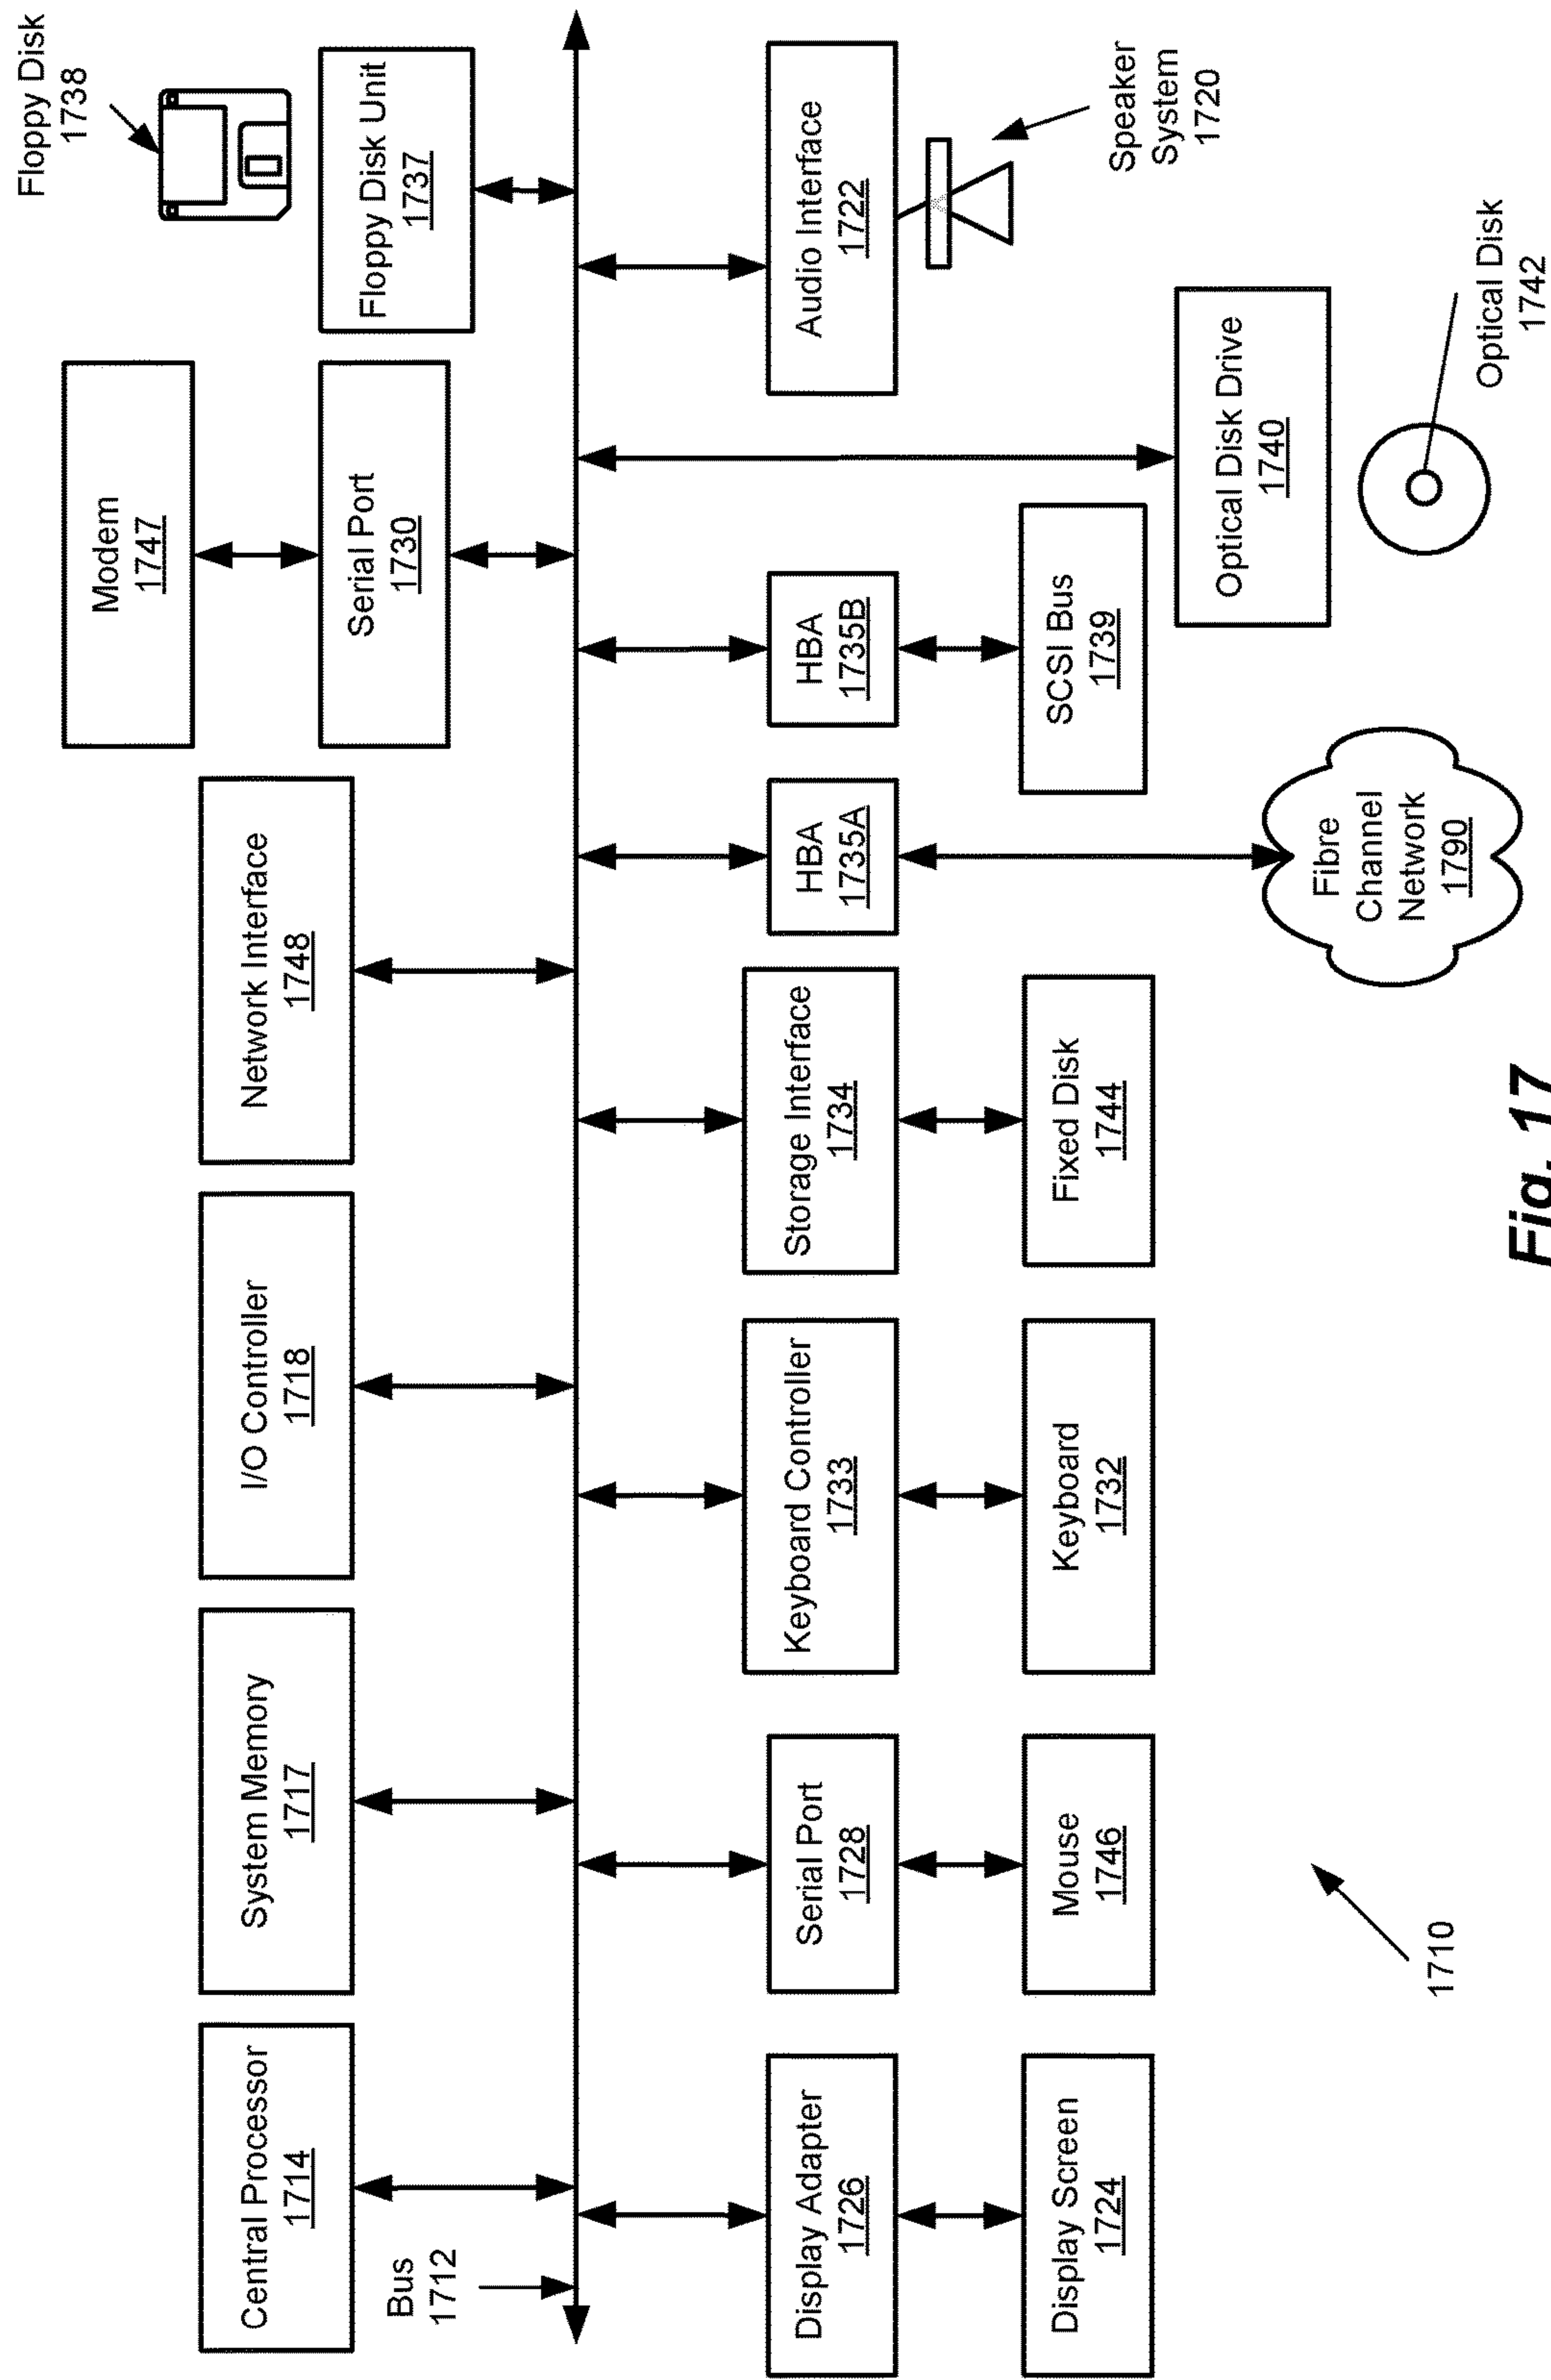 Floppy Disk
1738
Modem
1747
Central Processor
1714
System Memory
1717
I/O Controller
1718
Network Interface
1748
Serial Port
1730
Floppy Disk Unit
1737
Bus
1712
Display Adapter
1726
Serial Port
1728
Keyboard Controller
1733
Storage Interface
1734
HBA
1735A
HBA
1735B
Audio Interface
1722
Display Screen
1724
Mouse
1746
Keyboard
1732
Fixed Disk
1744
SCSI Bus
1739
Speaker
System
1720
Optical Disk Drive
1740
Fibre
Channel
Network
1790
Optical Disk
1742
1710
Fig. 17